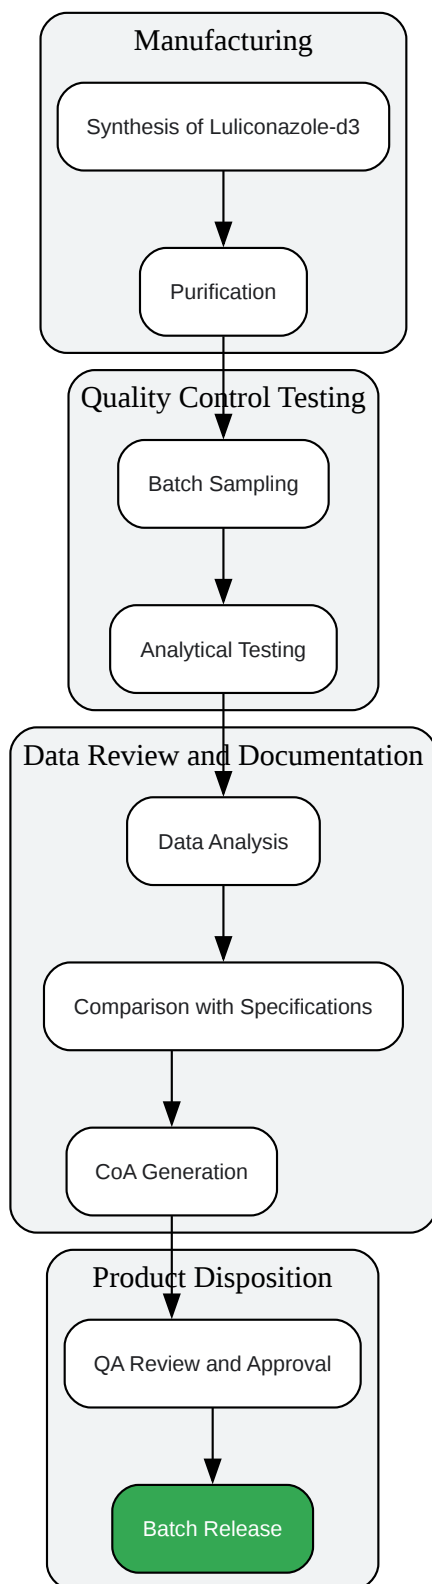 Manufacturing
Synthesis of Luliconazole-d3
Purification
Quality Control Testing
Batch Sampling
Analytical Testing
Data Review and Documentation
Data Analysis
Comparison with Specifications
CoA Generation
Product Disposition
QA Review and Approval
Batch Release